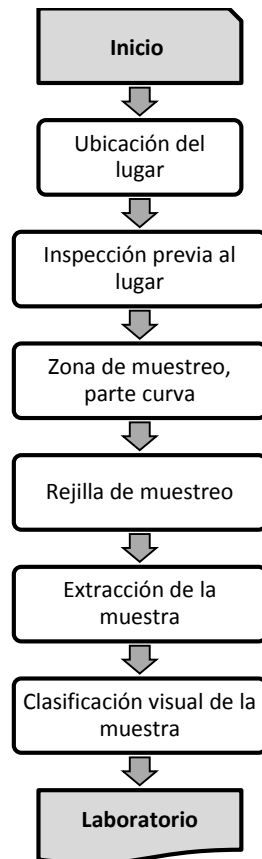 Inicio
Ubicación del
lugar
Inspección previa al
lugar
Zona de muestreo,
parte curva
Rejilla de muestreo
Extracción de la
muestra
Clasificación visual de la
muestra
Laboratorio